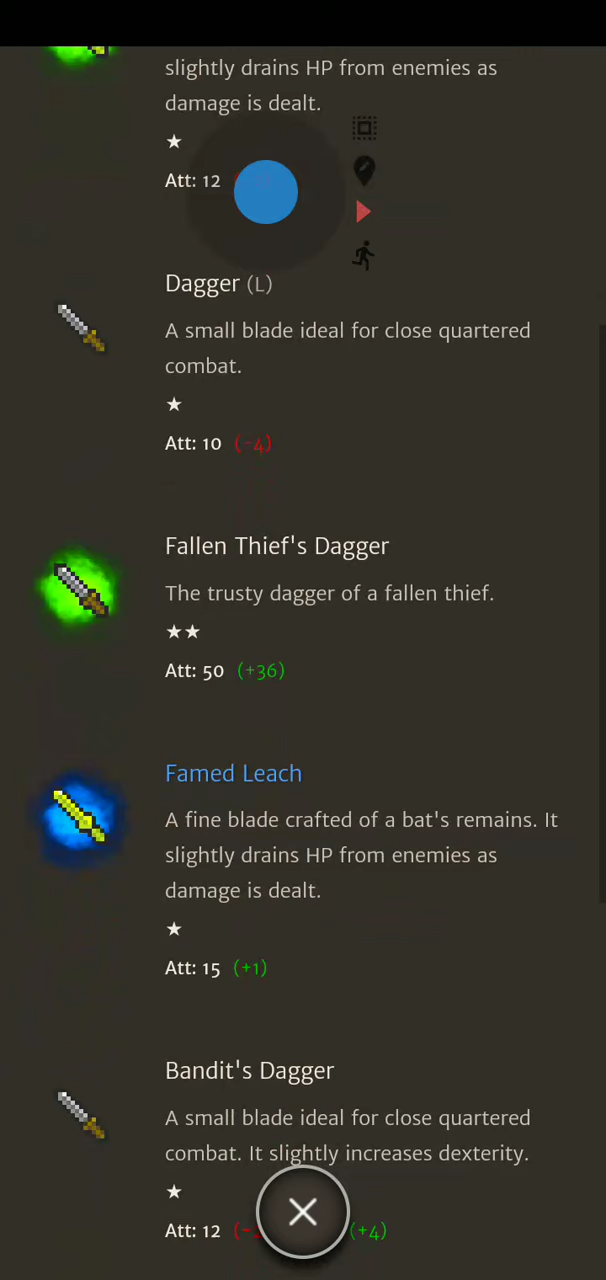 slightly drains HP from enemies as
damage is dealt.
★
Att: 12
Dagger (L)
A small blade ideal for close quartered
combat.
★
Att: 10 (-4)
Fallen Thief's Dagger
The trusty dagger of a fallen thief.
★★
Att: 50 (+36)
Famed Leach
A fine blade crafted of a bat's remains. It
slightly drains HP from enemies as
damage is dealt.
★
Att: 15 (+1)
Bandit's Dagger
A small blade ideal for close quartered
combat. It slightly increases dexterity.
★
Att: 12 (+4)